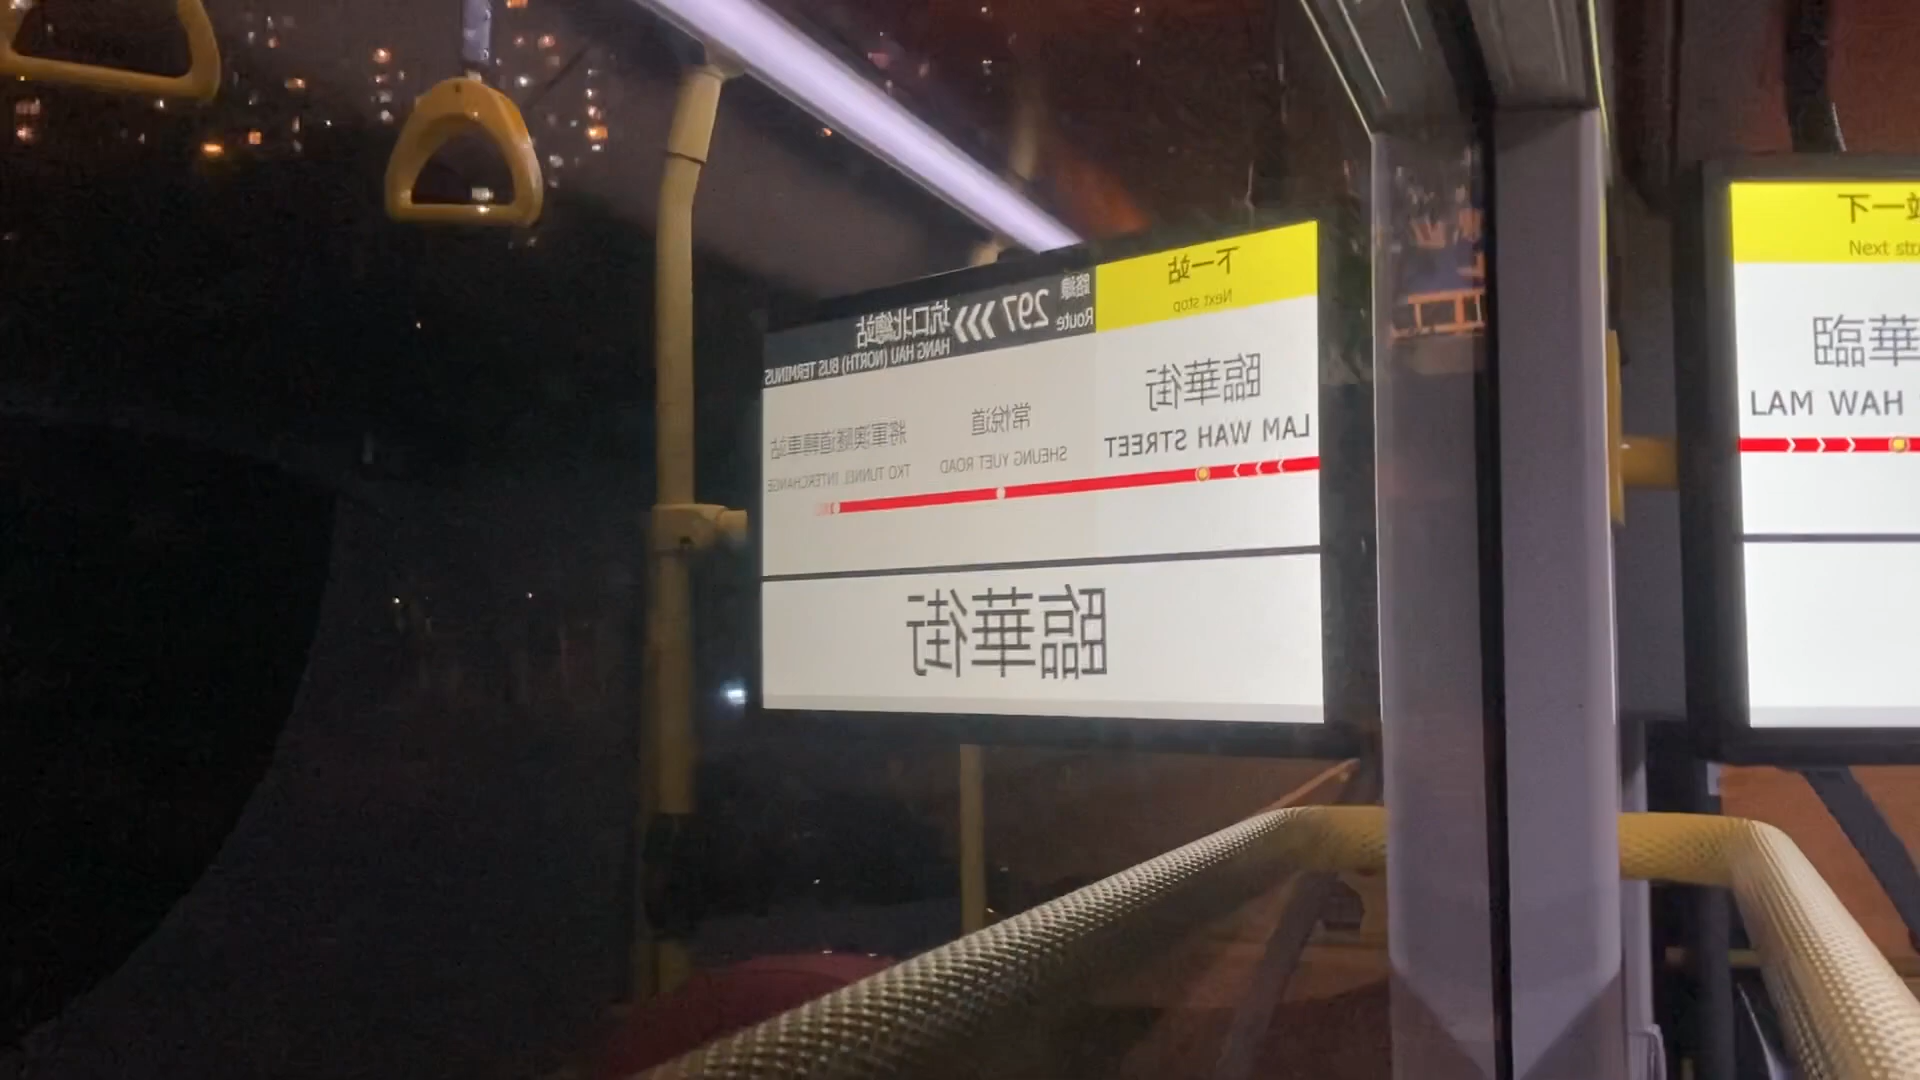 下一站
Next stop
路線
Route
297
坑口北總站
HANG HAU (NORTH) BUS TERMINUS
臨華街
LAM WAH STREET
常悅道
SHEUNG YUET ROAD
將軍澳隧道轉車站
TKO TUNNEL INTERCHANGE
臨華街
下一
Next sto
臨華
LAM WAH